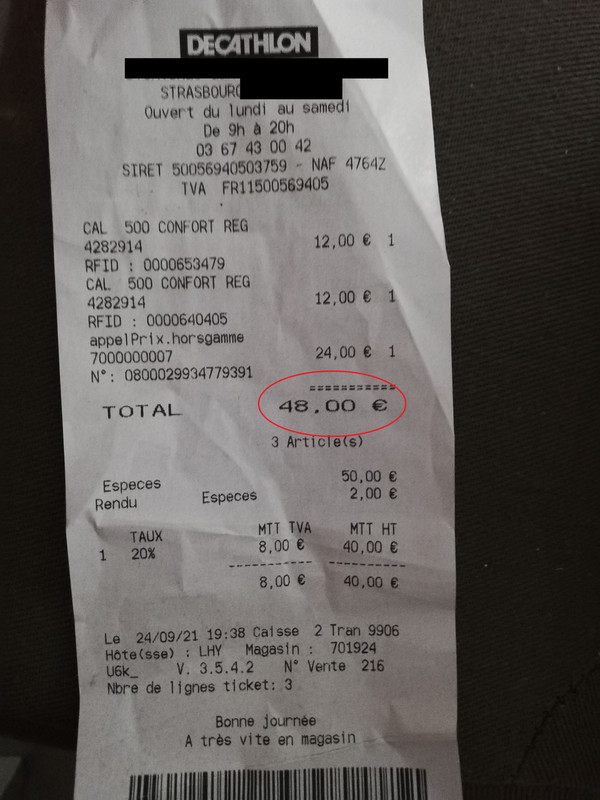 DECATHLON
STRASBOURG
Ouvert du lundi au samedi
De 9h à 20h
03 67 43 00 42
SIRET 50056940503759 - NAF 4764Z
TVA FR11500569405
CAL 500 CONFORT REG
4282914 12,00 € 1
RFID : 0000653479
CAL 500 CONFORT REG
4282914 12,00 € 1
RFID : 0000640405
appelPrix.horsgamme
7000000007 24,00 € 1
N°: 0800029934779391
===========
TOTAL 48,00 €
3 Article(s)
Especes 50,00 €
Rendu Especes 2,00 €
TAUX MTT TVA MTT HT
1 20% 8,00 € 40,00 €
------------ -----------
8,00 € 40,00 €
Le 24/09/21 19:38 Caisse 2 Tran 9906
Hôte(sse) : LHY Magasin : 701924
U6k_ V. 3.5.4.2 N° Vente 216
Nbre de lignes ticket: 3
Bonne journée
A très vite en magasin